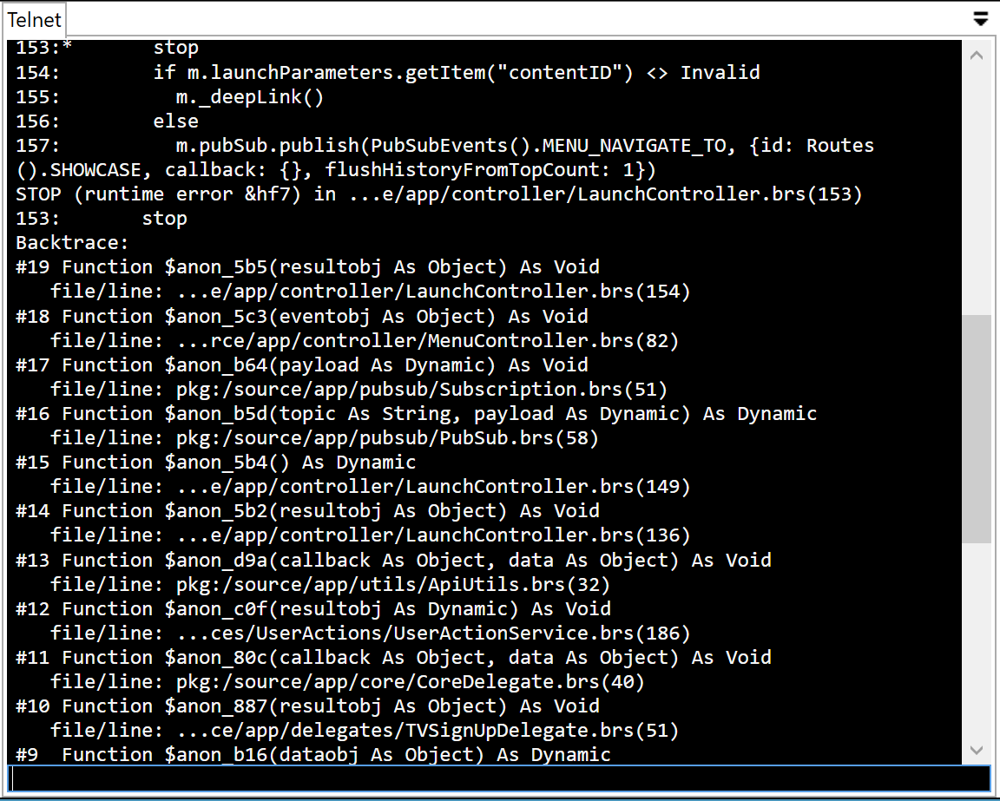 Telnet
153:*       stop
154:        if m.launchParameters.getItem("contentID") <> Invalid
155:          m._deepLink()
156:        else
157:          m.pubSub.publish(PubSubEvents().MENU_NAVIGATE_TO, {id: Routes
().SHOWCASE, callback: {}, flushHistoryFromTopCount: 1})
STOP (runtime error &hf7) in ...e/app/controller/LaunchController.brs(153)
153:       stop
Backtrace:
#19 Function $anon_5b5(resultobj As Object) As Void
   file/line: ...e/app/controller/LaunchController.brs(154)
#18 Function $anon_5c3(eventobj As Object) As Void
   file/line: ...rce/app/controller/MenuController.brs(82)
#17 Function $anon_b64(payload As Dynamic) As Void
   file/line: pkg:/source/app/pubsub/Subscription.brs(51)
#16 Function $anon_b5d(topic As String, payload As Dynamic) As Dynamic
   file/line: pkg:/source/app/pubsub/PubSub.brs(58)
#15 Function $anon_5b4() As Dynamic
   file/line: ...e/app/controller/LaunchController.brs(149)
#14 Function $anon_5b2(resultobj As Object) As Void
   file/line: ...e/app/controller/LaunchController.brs(136)
#13 Function $anon_d9a(callback As Object, data As Object) As Void
   file/line: pkg:/source/app/utils/ApiUtils.brs(32)
#12 Function $anon_c0f(resultobj As Dynamic) As Void
   file/line: ...ces/UserActions/UserActionService.brs(186)
#11 Function $anon_80c(callback As Object, data As Object) As Void
   file/line: pkg:/source/app/core/CoreDelegate.brs(40)
#10 Function $anon_887(resultobj As Object) As Void
   file/line: ...ce/app/delegates/TVSignUpDelegate.brs(51)
#9  Function $anon_b16(dataobj As Object) As Dynamic